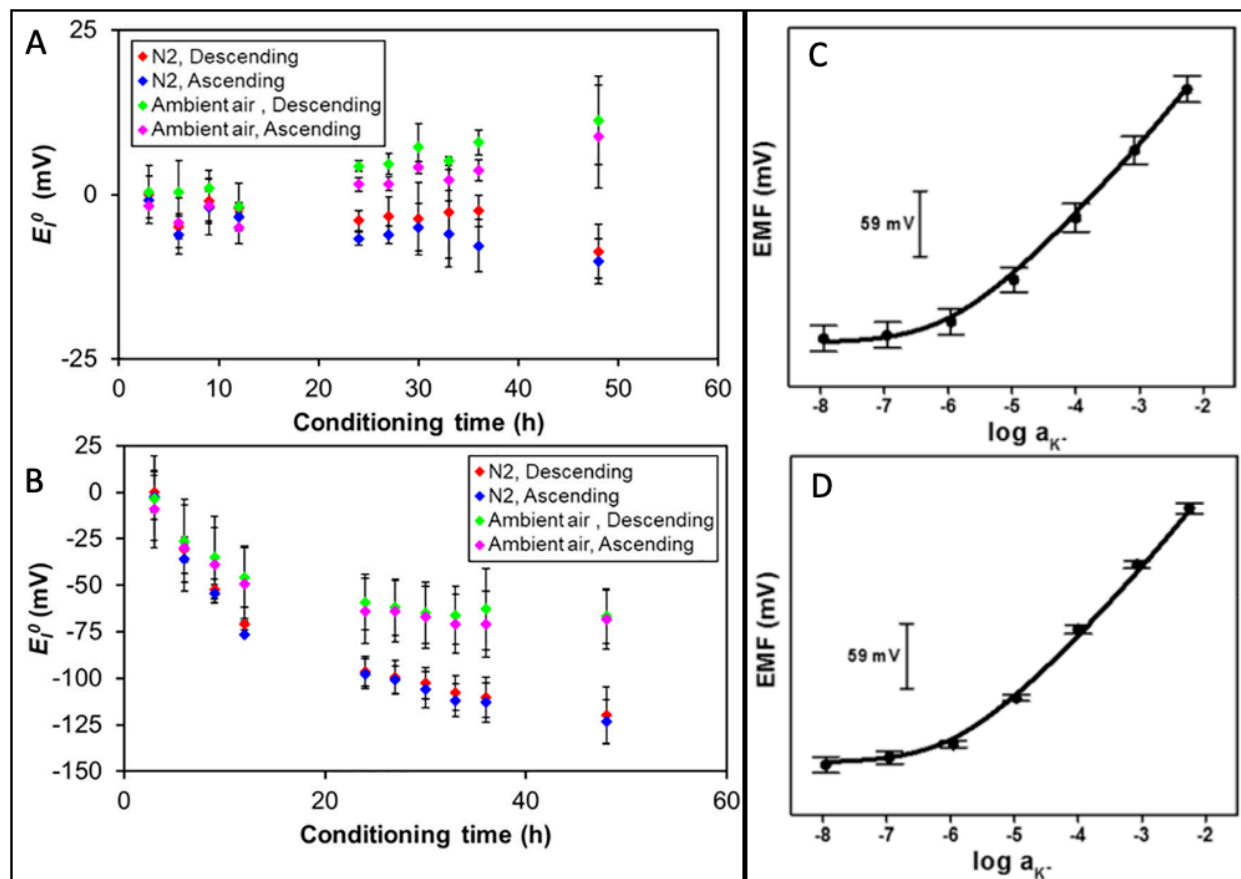 A
25
N2, Descending
N2, Ascending
Ambient air , Descending
Ambient air, Ascending
0
-25
0 10 20 30 40 50 60
Conditioning time (h)
E_i^0 (mV)
B
25
0
-25
-50
-75
-100
-125
-150
N2, Descending
N2, Ascending
Ambient air , Descending
Ambient air, Ascending
0 20 40 60
Conditioning time (h)
E_i^0 (mV)
C
EMF (mV)
59 mV
-8 -7 -6 -5 -4 -3 -2
log a_K^-
D
EMF (mV)
59 mV
-8 -7 -6 -5 -4 -3 -2
log a_K^-